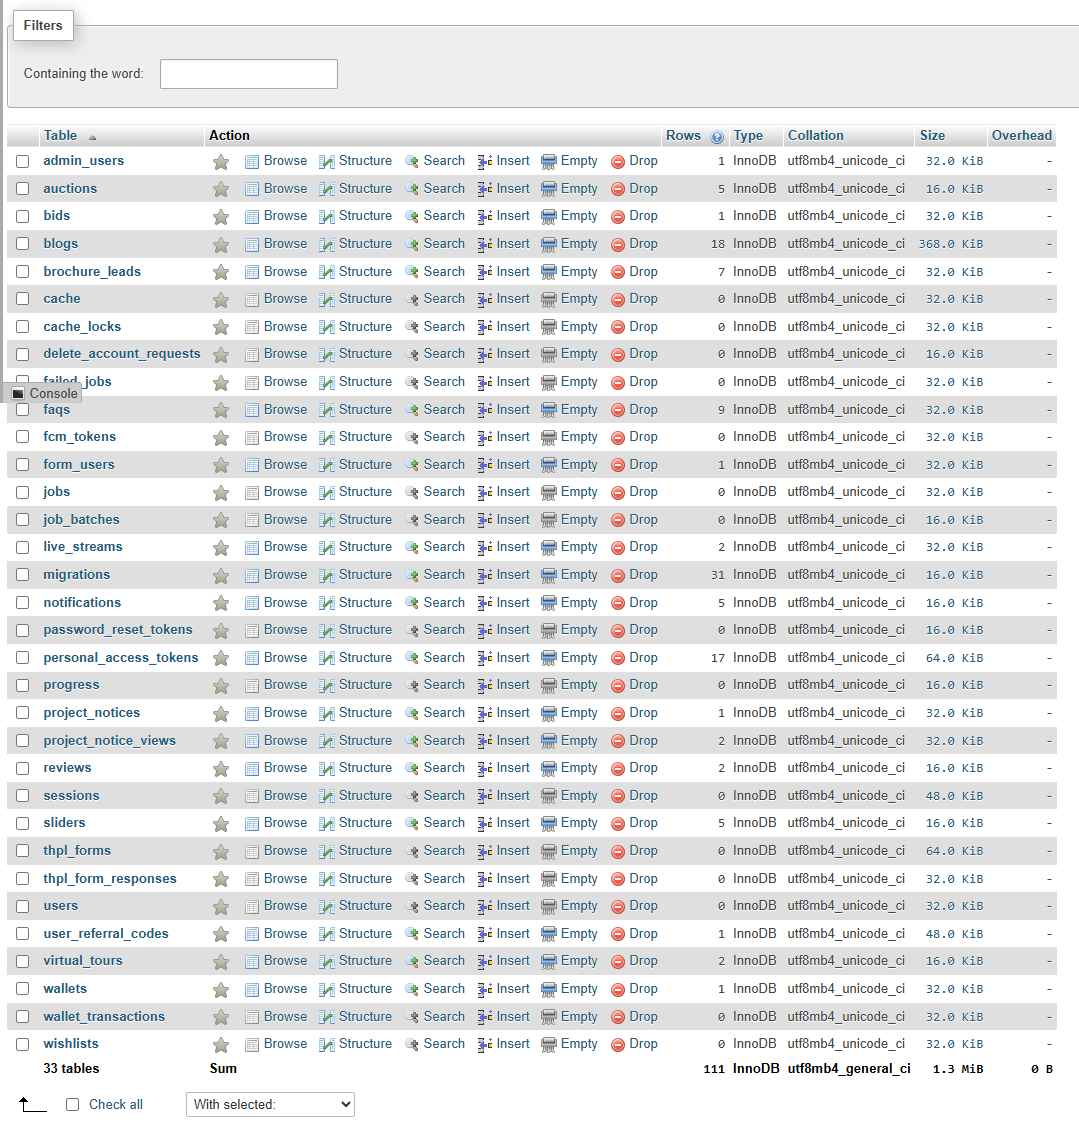 Filters
Containing the word:
Table Action Rows Type Collation Size Overhead
admin_users Browse Structure Search Insert Empty Drop 1 InnoDB utf8mb4_unicode_ci 32.0 KiB -
auctions Browse Structure Search Insert Empty Drop 5 InnoDB utf8mb4_unicode_ci 16.0 KiB -
bids Browse Structure Search Insert Empty Drop 1 InnoDB utf8mb4_unicode_ci 32.0 KiB -
blogs Browse Structure Search Insert Empty Drop 18 InnoDB utf8mb4_unicode_ci 368.0 KiB -
brochure_leads Browse Structure Search Insert Empty Drop 7 InnoDB utf8mb4_unicode_ci 32.0 KiB -
cache Browse Structure Search Insert Empty Drop 0 InnoDB utf8mb4_unicode_ci 32.0 KiB -
cache_locks Browse Structure Search Insert Empty Drop 0 InnoDB utf8mb4_unicode_ci 32.0 KiB -
delete_account_requests Browse Structure Search Insert Empty Drop 0 InnoDB utf8mb4_unicode_ci 16.0 KiB -
failed_jobs Browse Structure Search Insert Empty Drop 0 InnoDB utf8mb4_unicode_ci 32.0 KiB -
Console
faqs Browse Structure Search Insert Empty Drop 9 InnoDB utf8mb4_unicode_ci 32.0 KiB -
fcm_tokens Browse Structure Search Insert Empty Drop 0 InnoDB utf8mb4_unicode_ci 32.0 KiB -
form_users Browse Structure Search Insert Empty Drop 1 InnoDB utf8mb4_unicode_ci 32.0 KiB -
jobs Browse Structure Search Insert Empty Drop 0 InnoDB utf8mb4_unicode_ci 32.0 KiB -
job_batches Browse Structure Search Insert Empty Drop 0 InnoDB utf8mb4_unicode_ci 16.0 KiB -
live_streams Browse Structure Search Insert Empty Drop 2 InnoDB utf8mb4_unicode_ci 32.0 KiB -
migrations Browse Structure Search Insert Empty Drop 31 InnoDB utf8mb4_unicode_ci 16.0 KiB -
notifications Browse Structure Search Insert Empty Drop 5 InnoDB utf8mb4_unicode_ci 16.0 KiB -
password_reset_tokens Browse Structure Search Insert Empty Drop 0 InnoDB utf8mb4_unicode_ci 16.0 KiB -
personal_access_tokens Browse Structure Search Insert Empty Drop 17 InnoDB utf8mb4_unicode_ci 64.0 KiB -
progress Browse Structure Search Insert Empty Drop 0 InnoDB utf8mb4_unicode_ci 16.0 KiB -
project_notices Browse Structure Search Insert Empty Drop 1 InnoDB utf8mb4_unicode_ci 32.0 KiB -
project_notice_views Browse Structure Search Insert Empty Drop 2 InnoDB utf8mb4_unicode_ci 32.0 KiB -
reviews Browse Structure Search Insert Empty Drop 2 InnoDB utf8mb4_unicode_ci 16.0 KiB -
sessions Browse Structure Search Insert Empty Drop 0 InnoDB utf8mb4_unicode_ci 48.0 KiB -
sliders Browse Structure Search Insert Empty Drop 5 InnoDB utf8mb4_unicode_ci 16.0 KiB -
thpl_forms Browse Structure Search Insert Empty Drop 0 InnoDB utf8mb4_unicode_ci 64.0 KiB -
thpl_form_responses Browse Structure Search Insert Empty Drop 0 InnoDB utf8mb4_unicode_ci 32.0 KiB -
users Browse Structure Search Insert Empty Drop 0 InnoDB utf8mb4_unicode_ci 32.0 KiB -
user_referral_codes Browse Structure Search Insert Empty Drop 1 InnoDB utf8mb4_unicode_ci 48.0 KiB -
virtual_tours Browse Structure Search Insert Empty Drop 2 InnoDB utf8mb4_unicode_ci 16.0 KiB -
wallets Browse Structure Search Insert Empty Drop 1 InnoDB utf8mb4_unicode_ci 32.0 KiB -
wallet_transactions Browse Structure Search Insert Empty Drop 0 InnoDB utf8mb4_unicode_ci 32.0 KiB -
wishlists Browse Structure Search Insert Empty Drop 0 InnoDB utf8mb4_unicode_ci 32.0 KiB -
33 tables Sum 111 InnoDB utf8mb4_general_ci 1.3 MiB 0 B
Check all With selected: